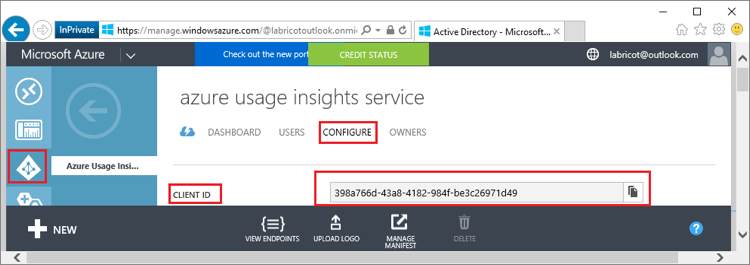 InPrivate
https://manage.windowsazure.com/@labricotoutlook.onmi
Active Directory - Microsoft...
Microsoft Azure
Check out the new por
CREDIT STATUS
labricot@outlook.com
azure usage insights service
DASHBOARD USERS CONFIGURE OWNERS
Azure Usage Insi...
CLIENT ID
398a766d-43a8-4182-984f-be3c26971d49
NEW
VIEW ENDPOINTS
UPLOAD LOGO
MANAGE
MANIFEST
DELETE
?